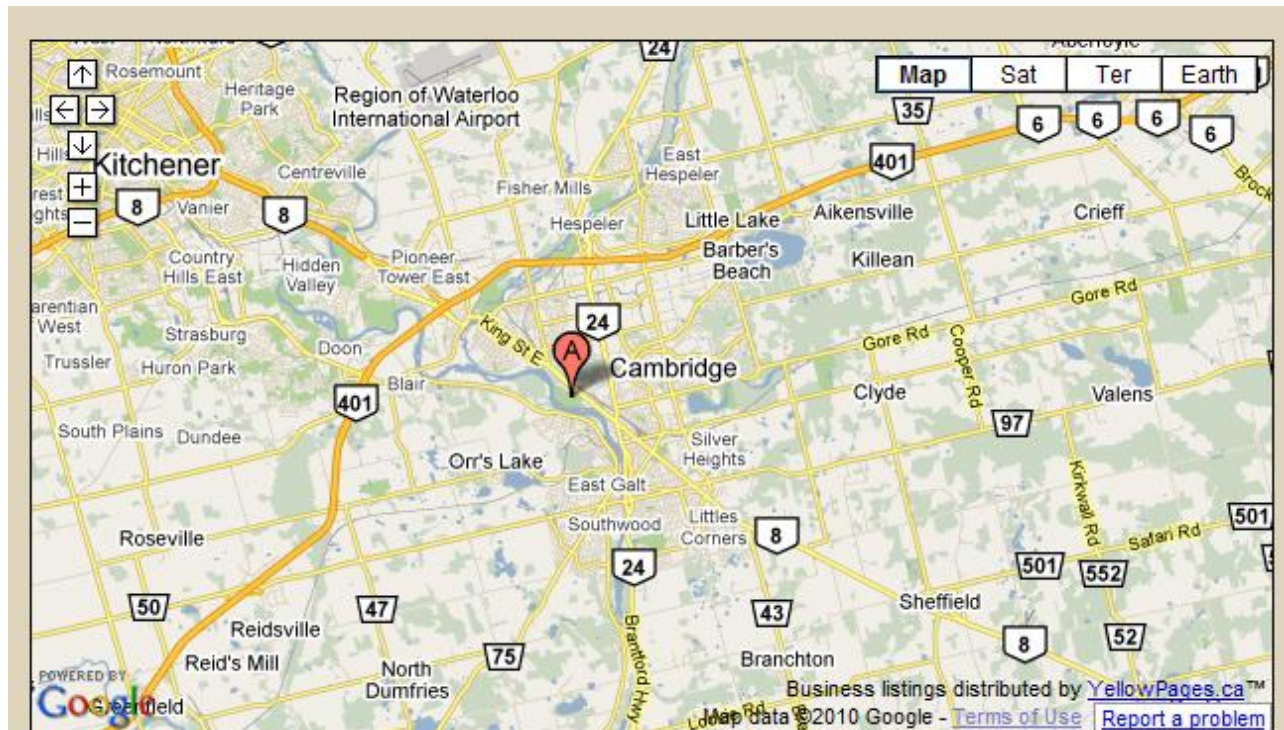 24
Aberfoyle
Map Sat Ter Earth
Rosemount
Heritage
Park
Region of Waterloo
International Airport
35
6 6 6 6
Kitchener
Centreville
East
Hespeler
401
Brock
Fisher Mills
8 Vanier 8
Hespeler
Little Lake
Aikensville
Crieff
Country
Hills East
Hidden
Valley
Pioneer
Tower East
Barber's
Beach
Killean
Gore Rd
West
Strasburg
Doon
King St E
24
Gore Rd
Cooper Rd
Trussler
Huron Park
Blair
A
Cambridge
Clyde
Valens
401
97
South Plains
Dundee
Orr's Lake
Silver
Heights
East Galt
Kirkwall Rd
501
Roseville
Southwood
Littles
Corners
8
Safari Rd
24
501
552
50
47
43
Sheffield
Reidsville
Brantford Hwy
8
52
Reid's Mill
North
Dumfries
75
Branchton
POWERED BY
Google
Greenfield
Business listings distributed by YellowPages.ca™
Map data ©2010 Google - Terms of Use Report a problem